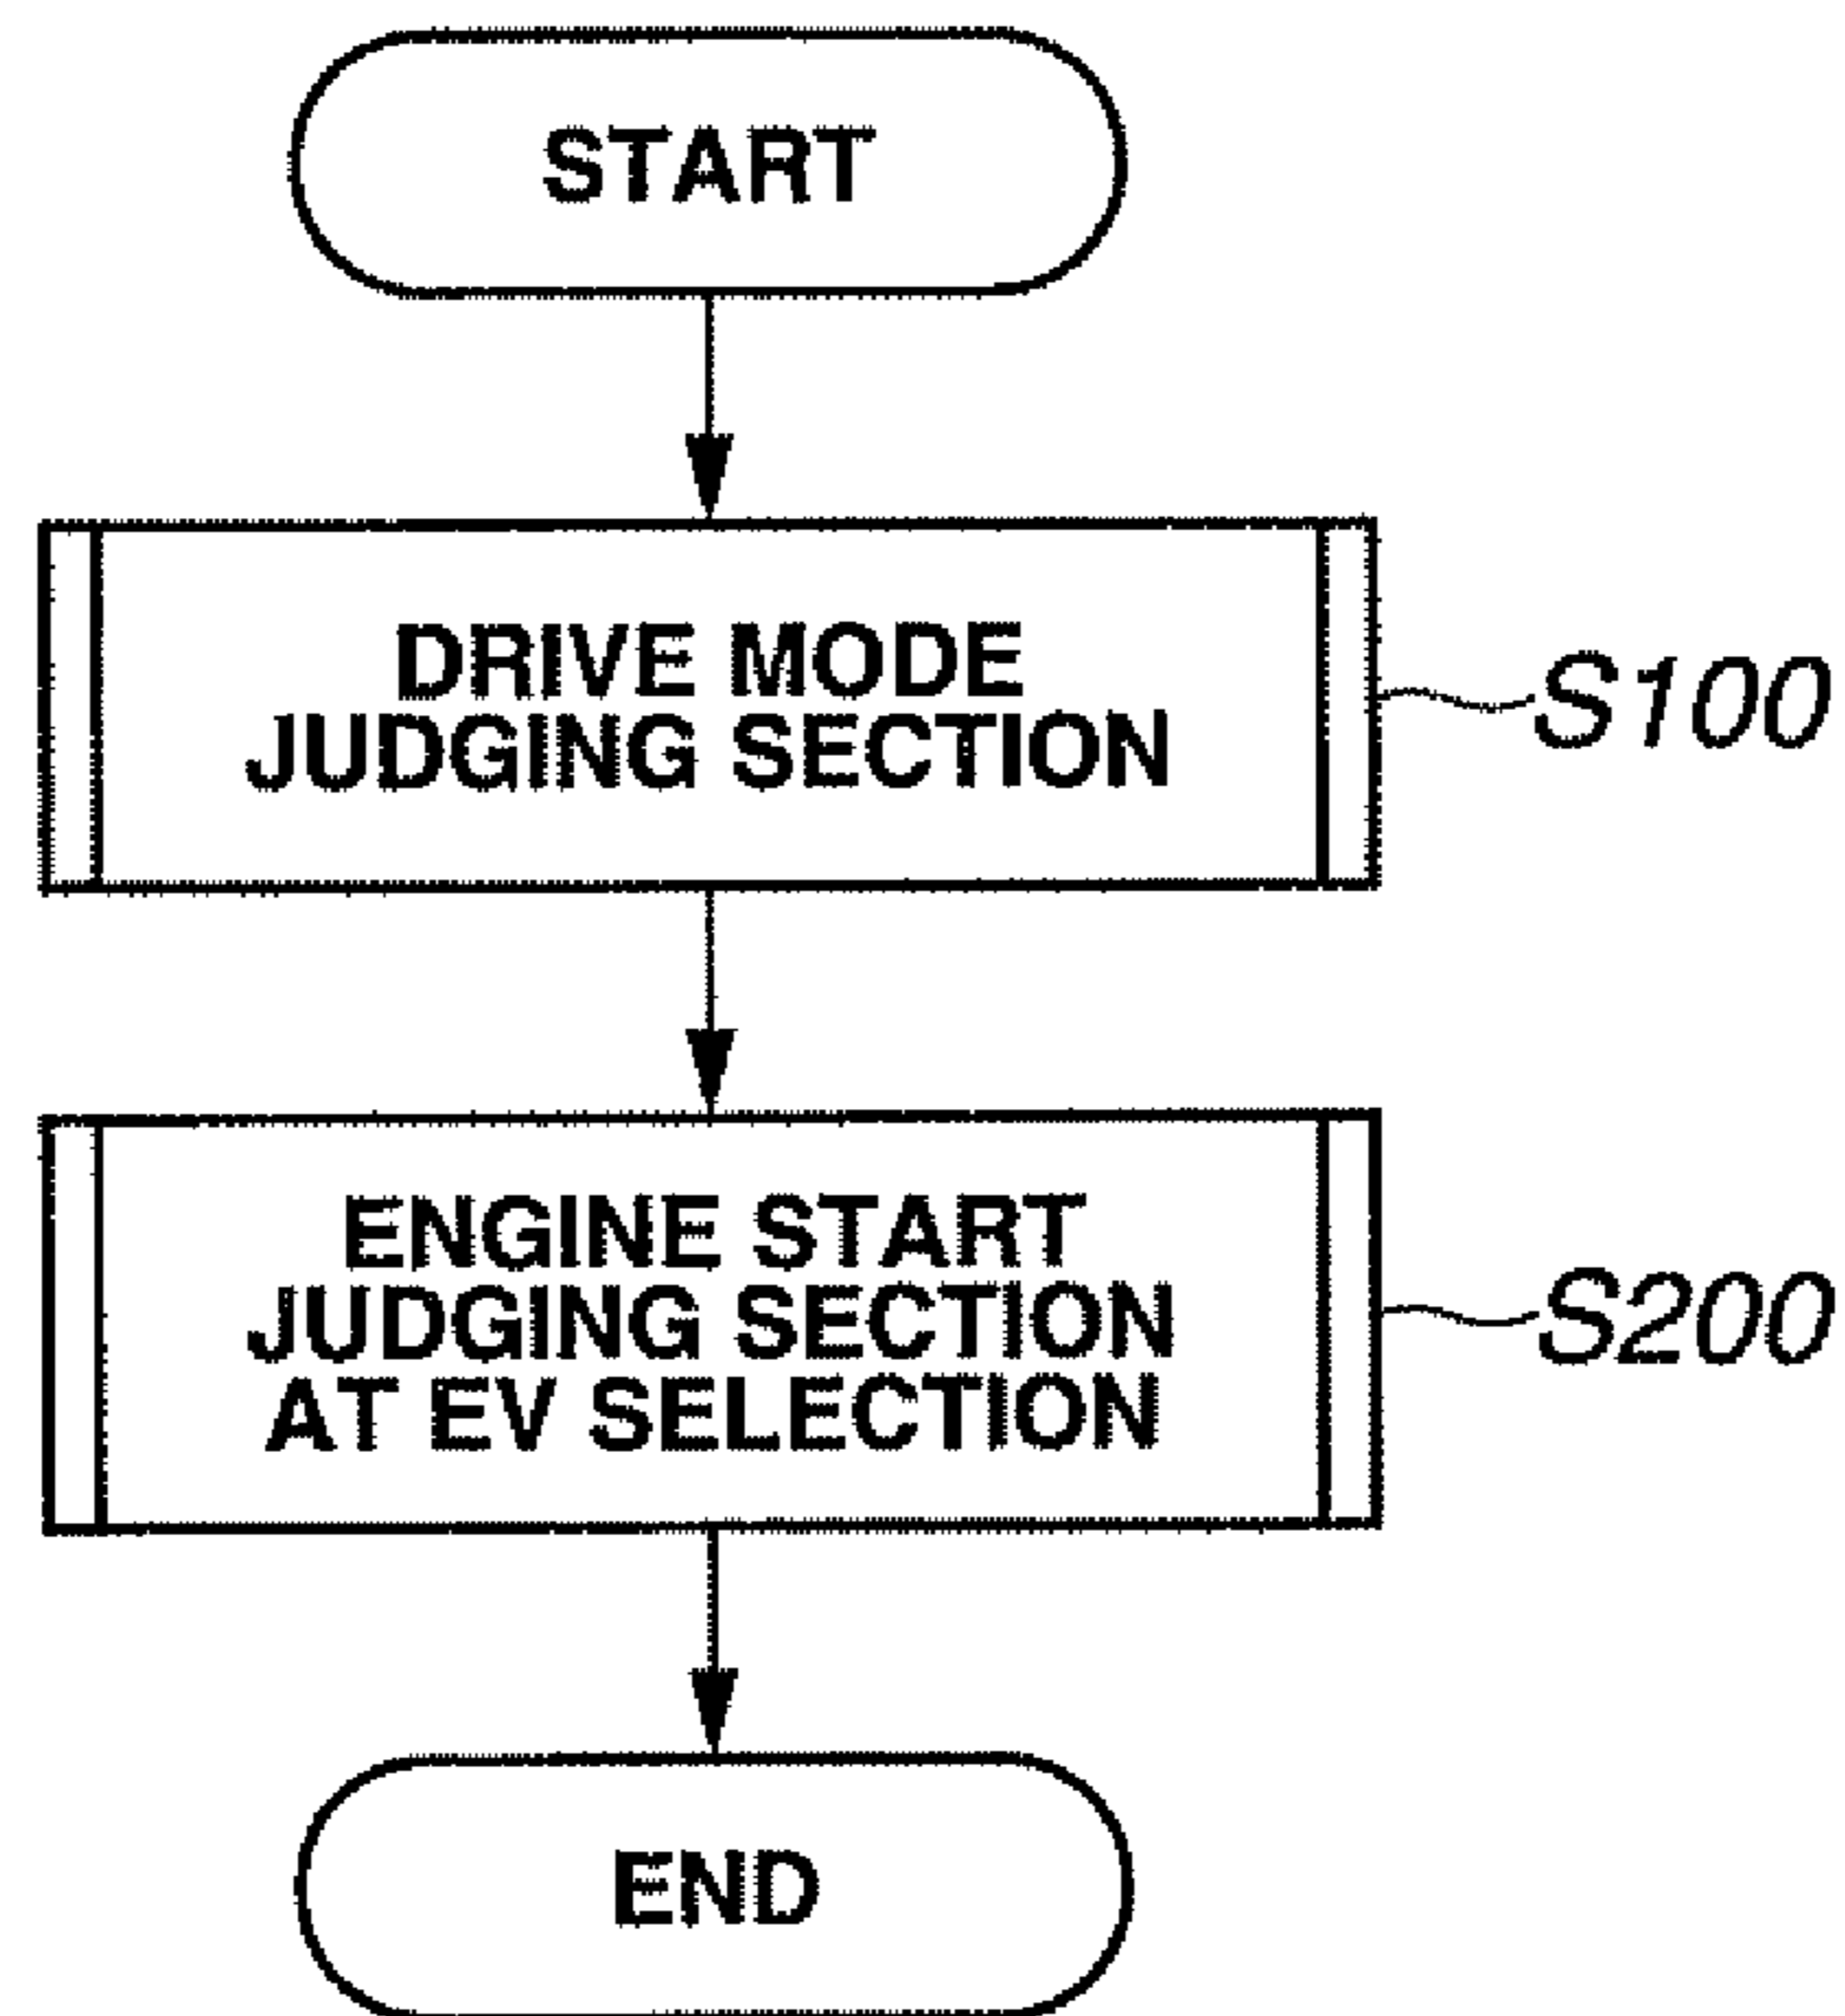 START
DRIVE MODE
JUDGING SECTION
S100
ENGINE START
JUDGING SECTION
AT EV SELECTION
S200
END